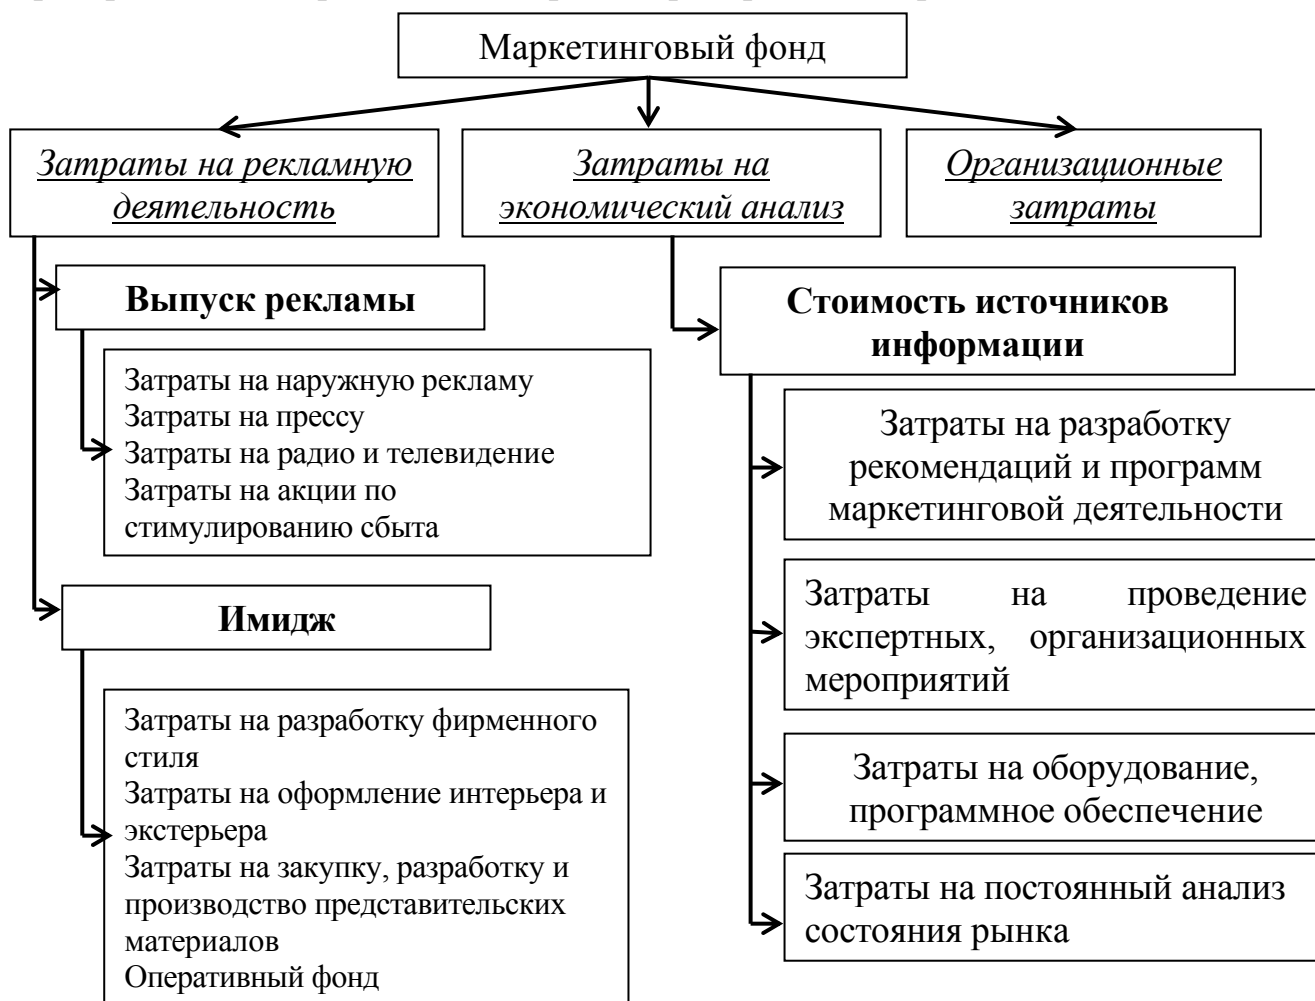 Маркетинговый фонд
Затраты на рекламную
деятельность
Затраты на
экономический анализ
Организационные
затраты
Выпуск рекламы
Затраты на наружную рекламу
Затраты на прессу
Затраты на радио и телевидение
Затраты на акции по
стимулированию сбыта
Имидж
Затраты на разработку фирменного
стиля
Затраты на оформление интерьера и
экстерьера
Затраты на закупку, разработку и
производство представительских
материалов
Оперативный фонд
Стоимость источников
информации
Затраты на разработку
рекомендаций и программ
маркетинговой деятельности
Затраты на проведение
экспертных, организационных
мероприятий
Затраты на оборудование,
программное обеспечение
Затраты на постоянный анализ
состояния рынка